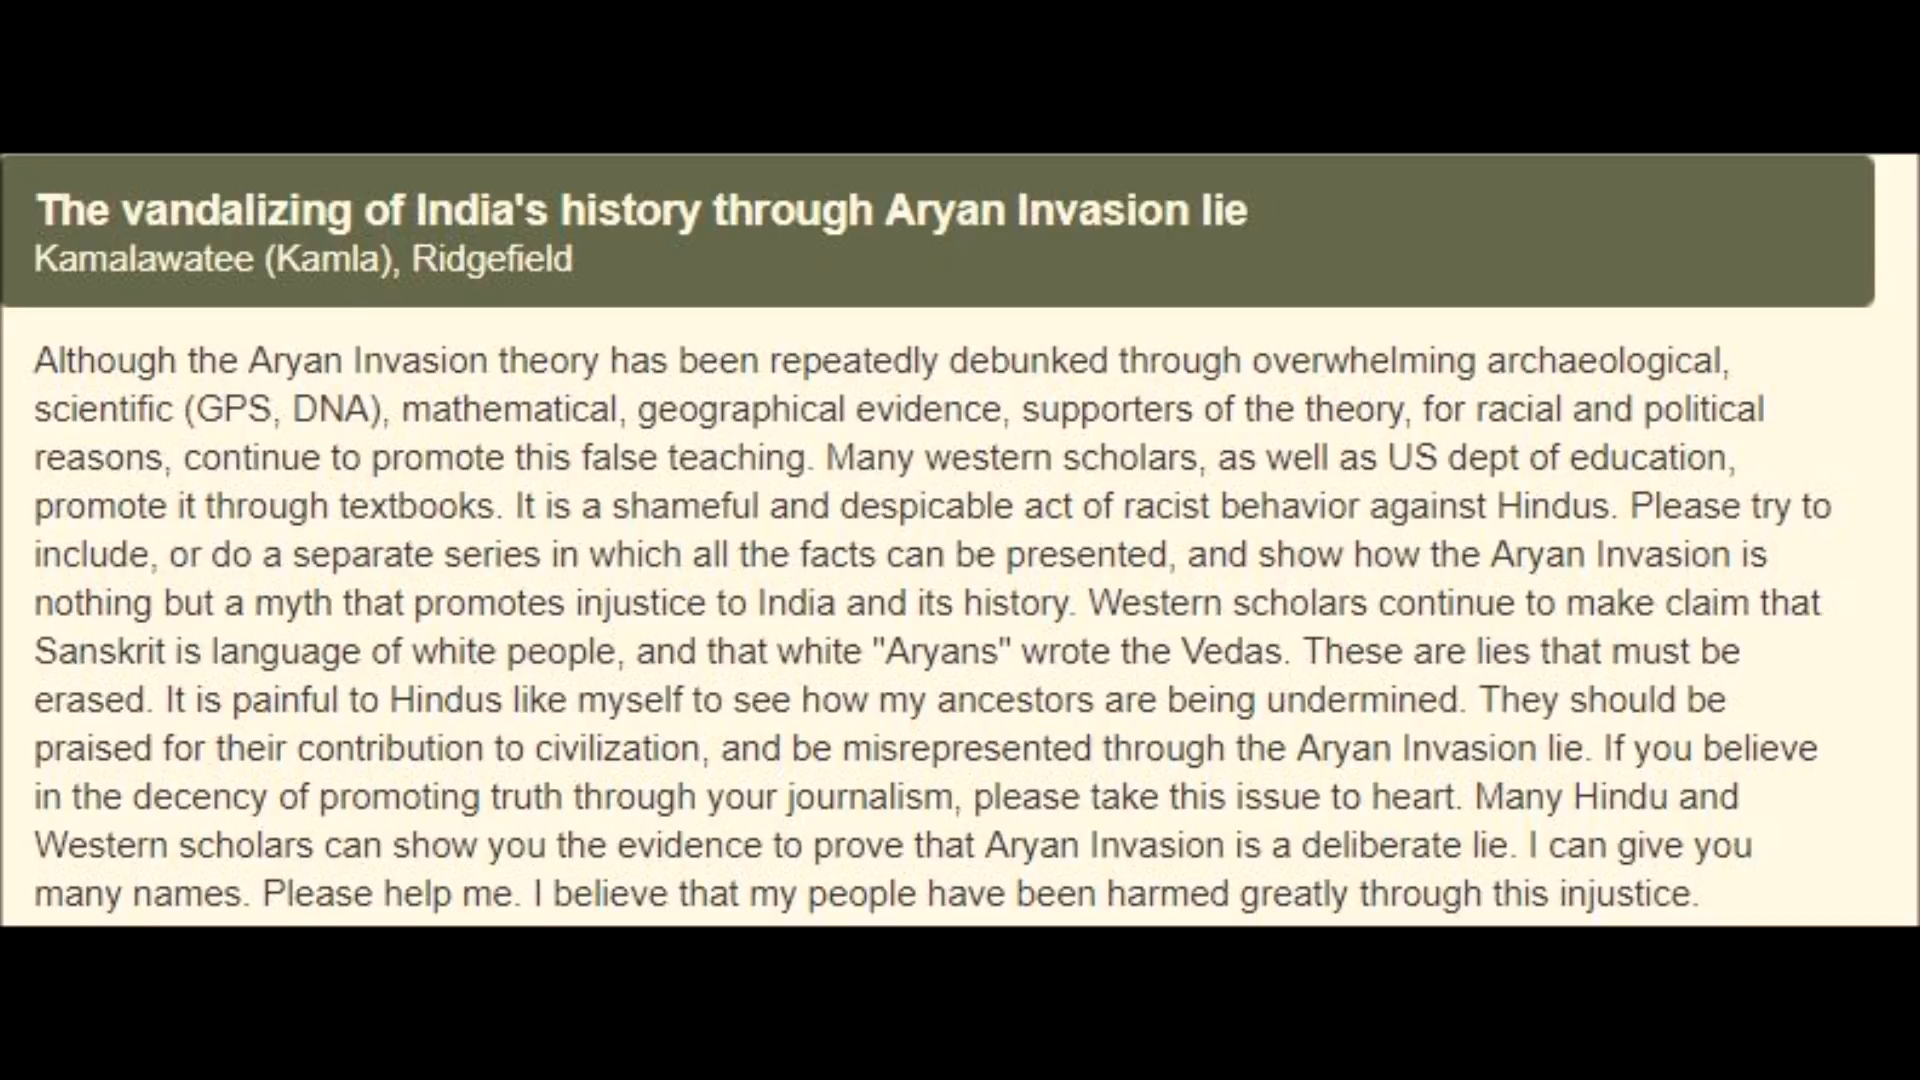 The vandalizing of India's history through Aryan Invasion lie
Kamalawatee (Kamla), Ridgefield
Although the Aryan Invasion theory has been repeatedly debunked through overwhelming archaeological,
scientific (GPS, DNA), mathematical, geographical evidence, supporters of the theory, for racial and political
reasons, continue to promote this false teaching. Many western scholars, as well as US dept of education,
promote it through textbooks. It is a shameful and despicable act of racist behavior against Hindus. Please try to
include, or do a separate series in which all the facts can be presented, and show how the Aryan Invasion is
nothing but a myth that promotes injustice to India and its history. Western scholars continue to make claim that
Sanskrit is language of white people, and that white "Aryans" wrote the Vedas. These are lies that must be
erased. It is painful to Hindus like myself to see how my ancestors are being undermined. They should be
praised for their contribution to civilization, and be misrepresented through the Aryan Invasion lie. If you believe
in the decency of promoting truth through your journalism, please take this issue to heart. Many Hindu and
Western scholars can show you the evidence to prove that Aryan Invasion is a deliberate lie. I can give you
many names. Please help me. I believe that my people have been harmed greatly through this injustice.